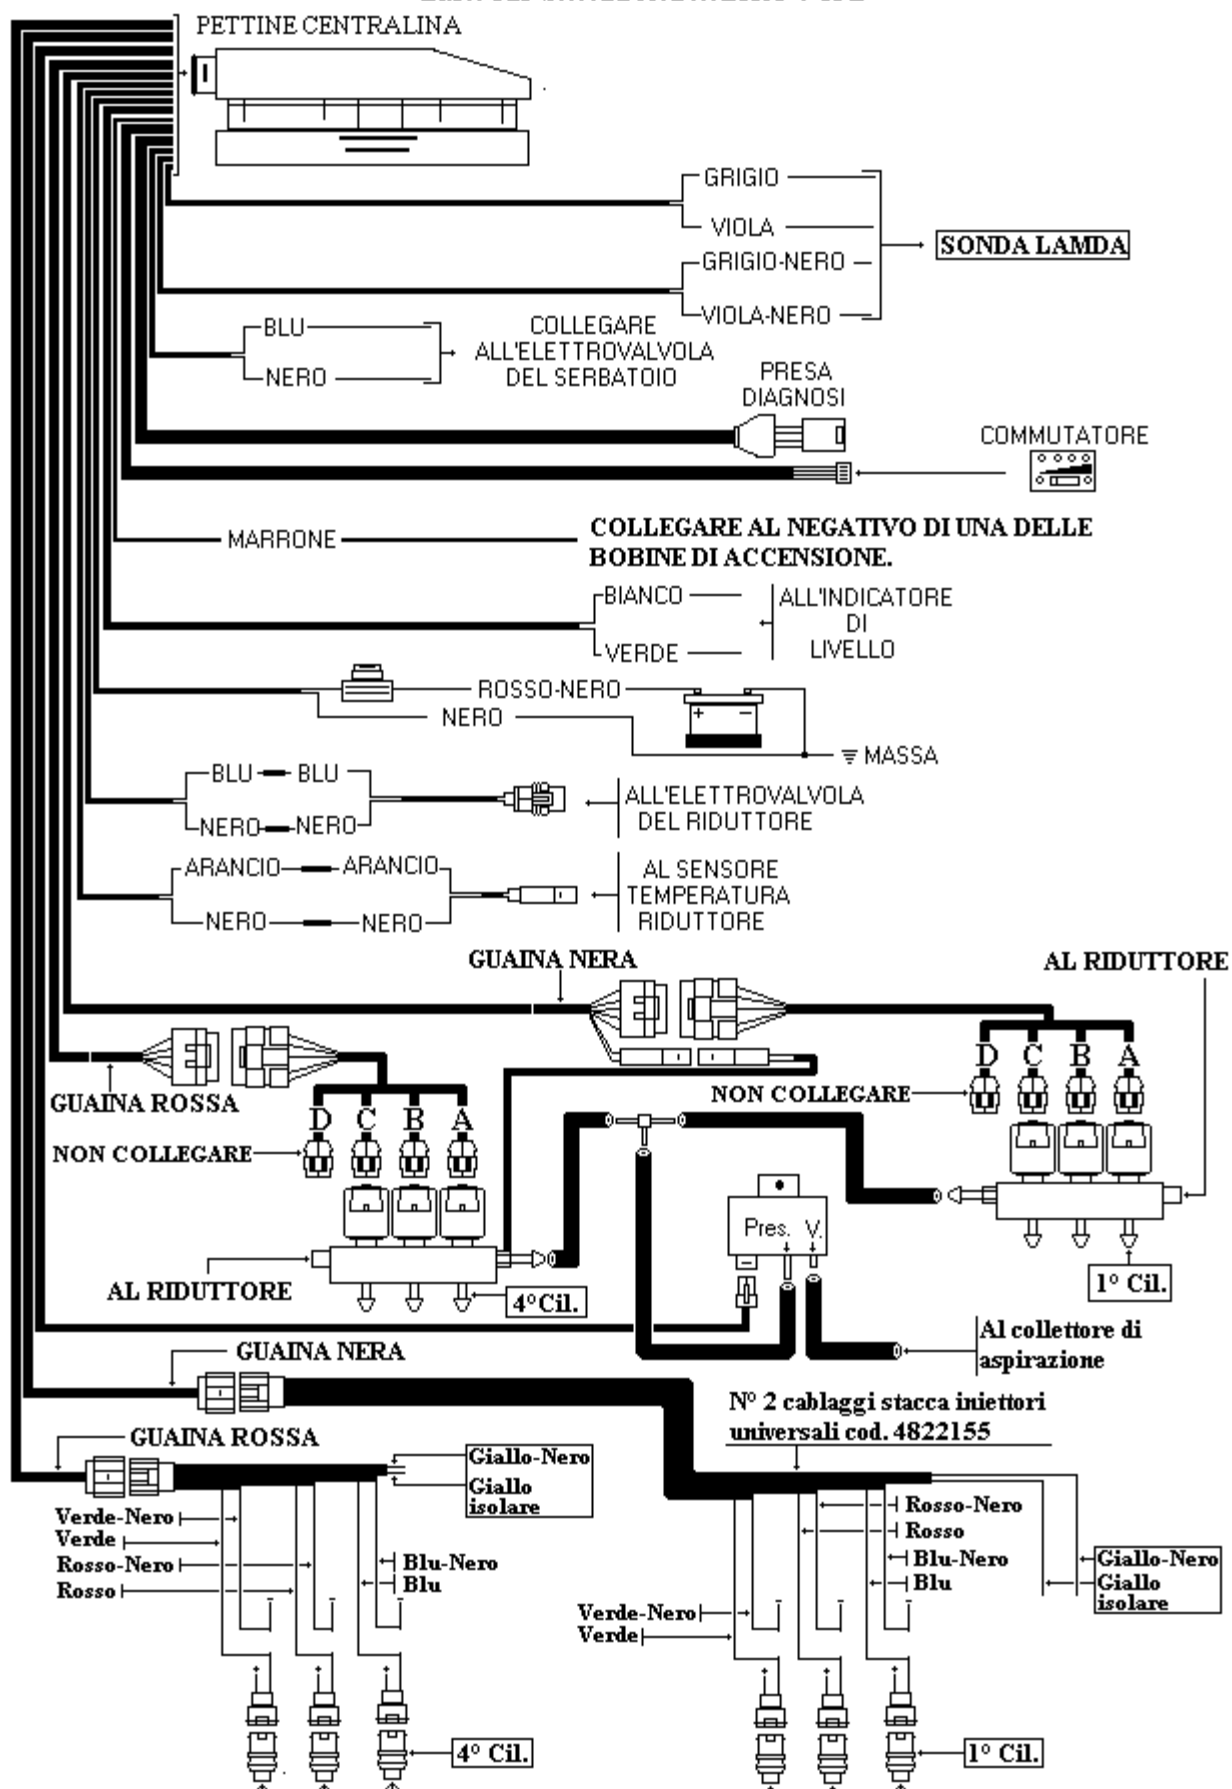 PETTINE CENTRALINA
GRIGIO
VIOLA
SONDA LAMDA
GRIGIO-NERO
VIOLA-NERO
BLU
NERO
COLLEGARE
ALL'ELETTROVALVOLA
DEL SERBATOIO
PRESA
DIAGNOSI
COMMUTATORE
MARRONE
COLLEGARE AL NEGATIVO DI UNA DELLE
BOBINE DI ACCENSIONE.
BIANCO
VERDE
ALL'INDICATORE
DI
LIVELLO
ROSSO-NERO
NERO
+ −
MASSA
BLU BLU
NERO NERO
ALL'ELETTROVALVOLA
DEL RIDUTTORE
ARANCIO ARANCIO
NERO NERO
AL SENSORE
TEMPERATURA
RIDUTTORE
GUAINA NERA
AL RIDUTTORE
D C B A
NON COLLEGARE
GUAINA ROSSA
D C B A
NON COLLEGARE
Pres. V.
AL RIDUTTORE
4°Cil.
1° Cil.
Al collettore di
aspirazione
GUAINA NERA
N° 2 cablaggi stacca iniettori
universali cod. 4822155
GUAINA ROSSA
Giallo-Nero
Giallo
isolare
Verde-Nero
Verde
Rosso-Nero
Rosso
Blu-Nero
Blu
Rosso-Nero
Rosso
Blu-Nero
Blu
Giallo-Nero
Giallo
isolare
Verde-Nero
Verde
4° Cil.
1° Cil.